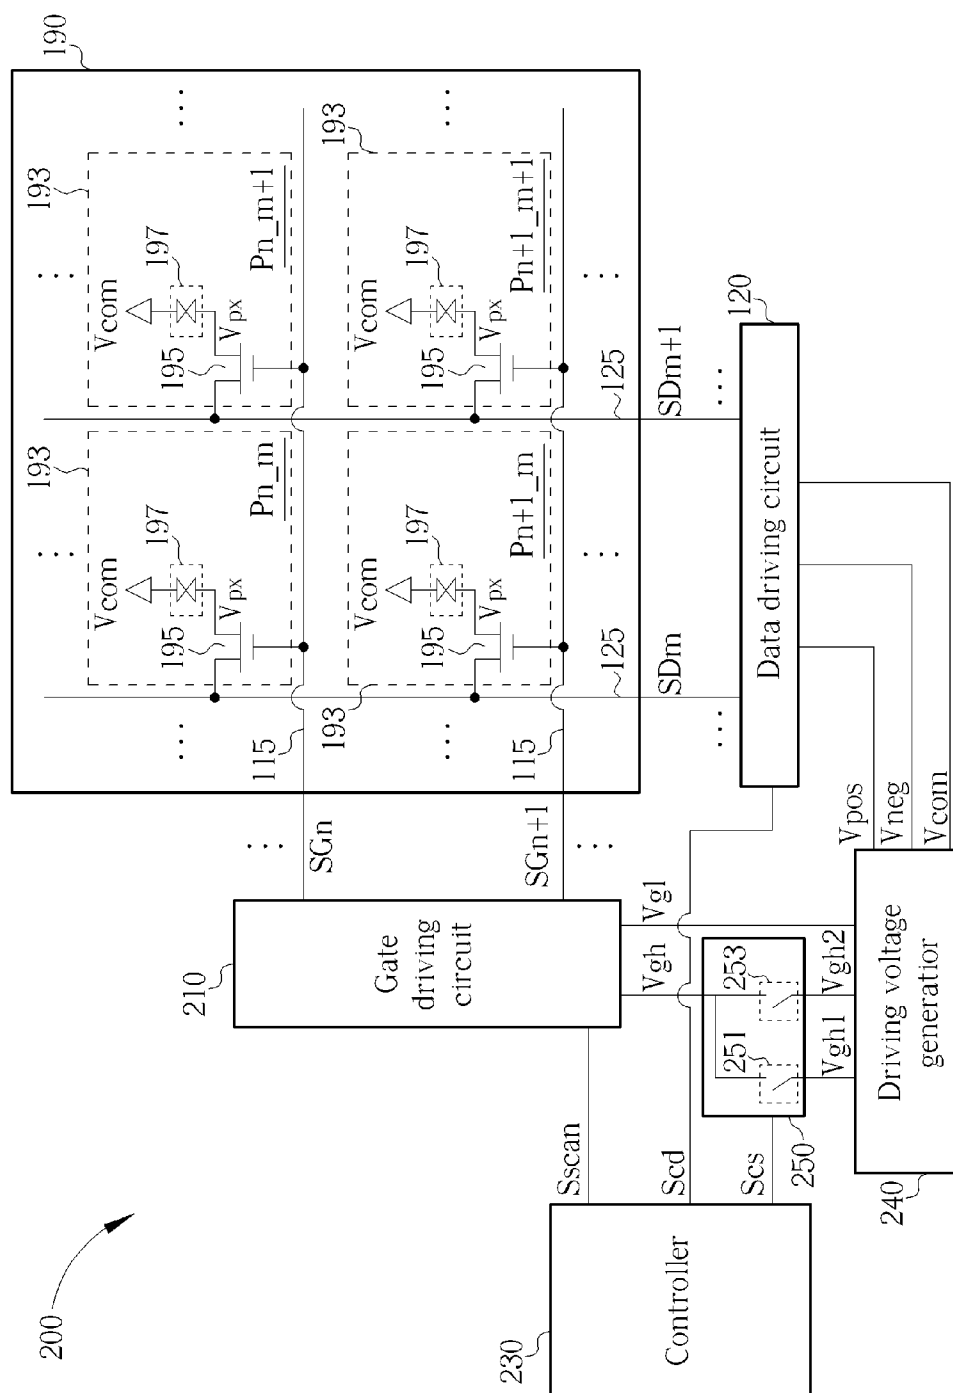 200
190
193
193
Vcom
197
195
Vpx
Pn_m
Vcom
197
195
Vpx
Pn_m+1
115
SGn
193
193
Vcom
197
195
Vpx
Pn+1_m
Vcom
197
195
Vpx
Pn+1_m+1
115
SGn+1
125
SDm
125
SDm+1
210
Gate
driving
circuit
Sscan
Vgh
Vgl
230
Controller
Scd
Scs
250
251
253
Vgh1
Vgh2
120
Data driving circuit
Vpos
Vneg
Vcom
240
Driving voltage
generatior